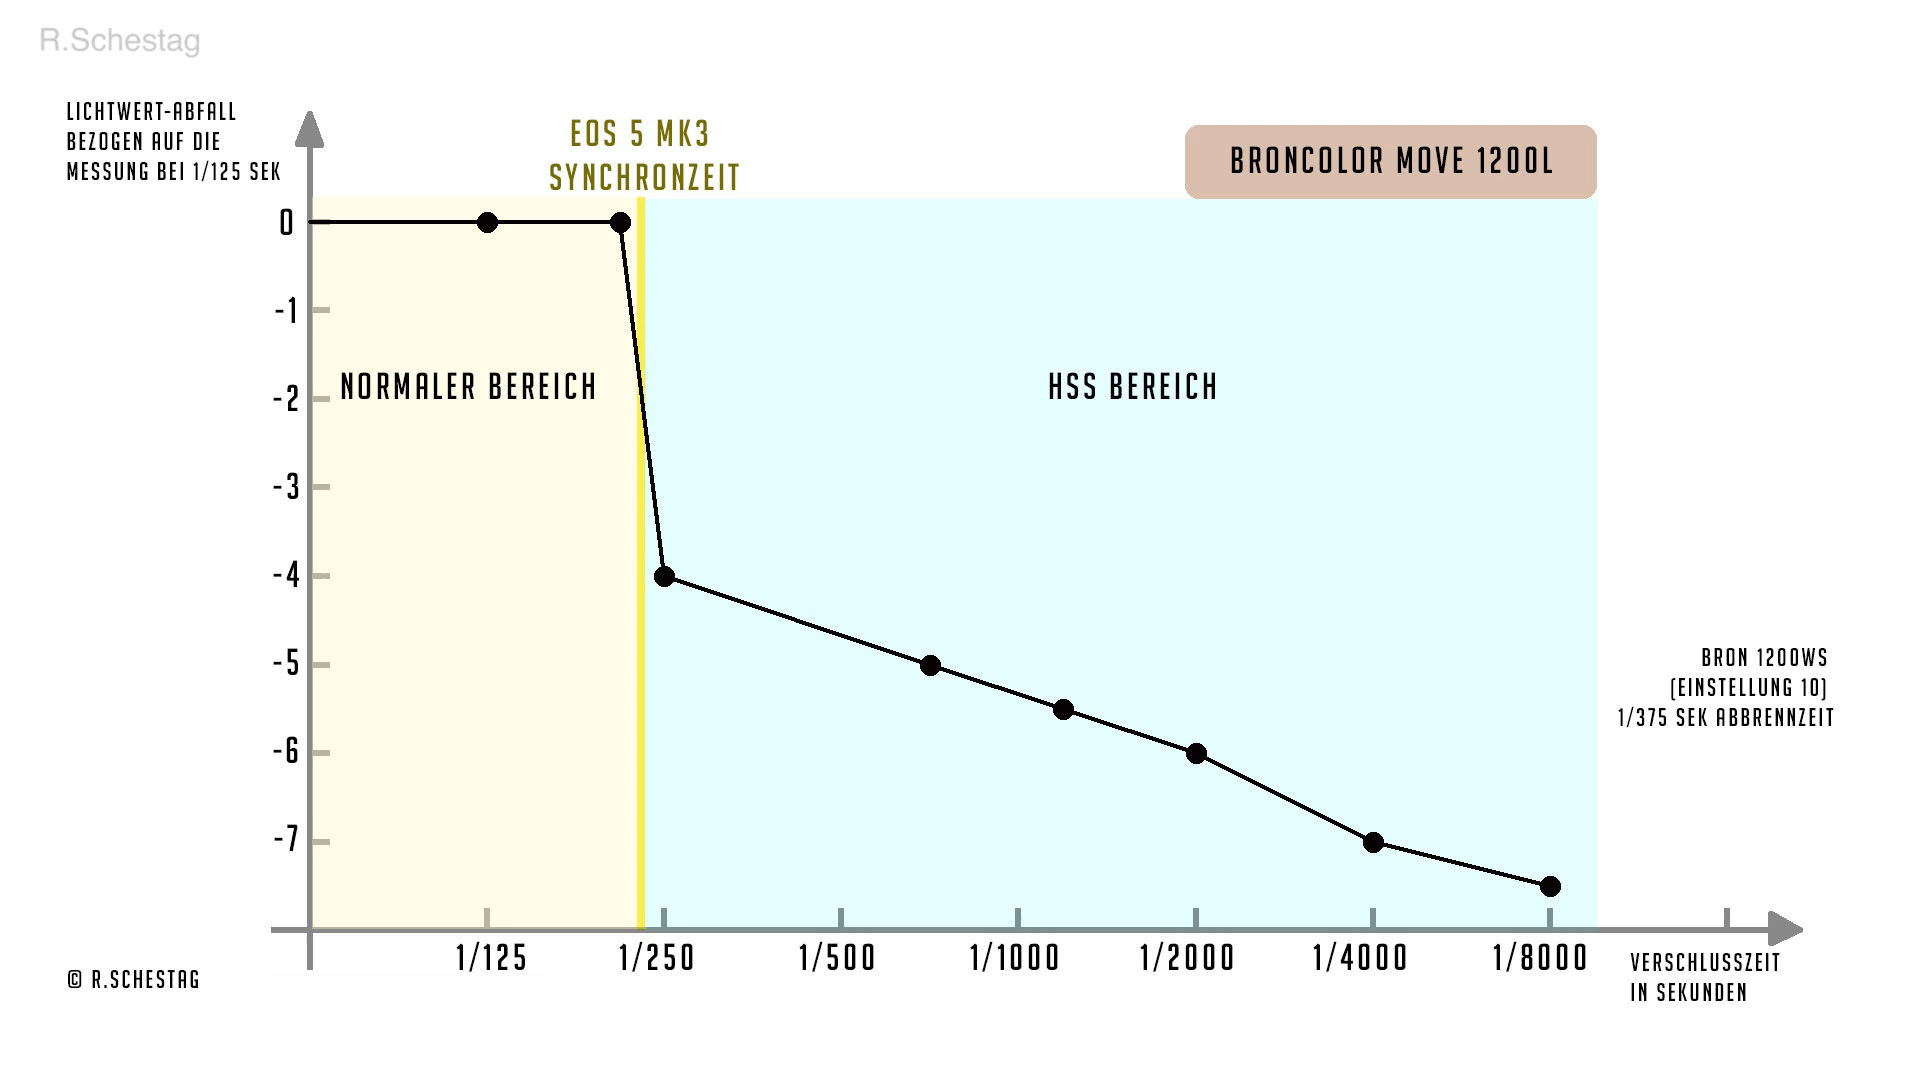 R.Schestag
LICHTWERT-ABFALL
BEZOGEN AUF DIE
MESSUNG BEI 1/125 SEK
EOS 5 MK3
SYNCHRONZEIT
BRONCOLOR MOVE 1200L
0
-1
-2
-3
-4
-5
-6
-7
NORMALER BEREICH
HSS BEREICH
BRON 1200WS
(EINSTELLUNG 10)
1/375 SEK ABBRENNZEIT
1/125
1/250
1/500
1/1000
1/2000
1/4000
1/8000
VERSCHLUSSZEIT
IN SEKUNDEN
© R.SCHESTAG